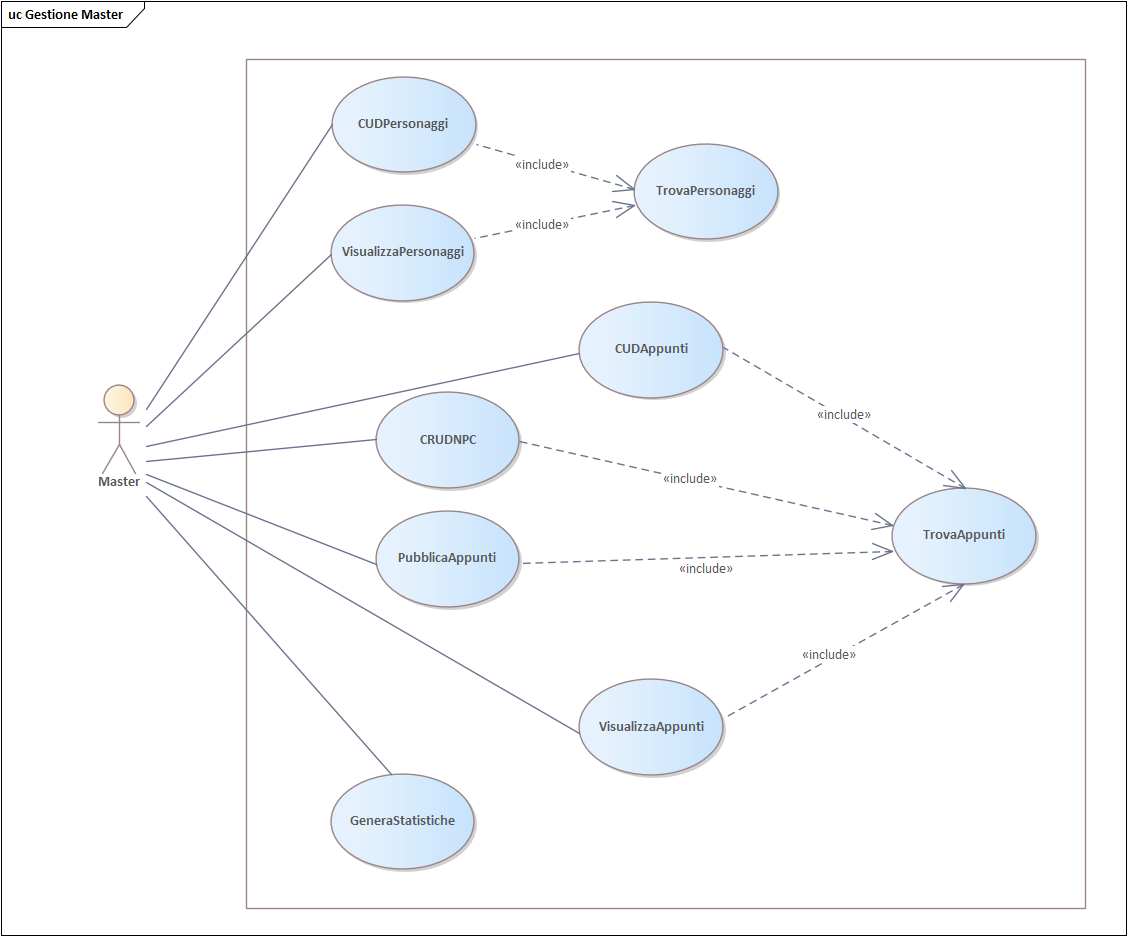 uc Gestione Master
CUDPersonaggi
«include»
TrovaPersonaggi
«include»
VisualizzaPersonaggi
CUDAppunti
«include»
CRUDNPC
«include»
Master
TrovaAppunti
PubblicaAppunti
«include»
«include»
VisualizzaAppunti
GeneraStatistiche